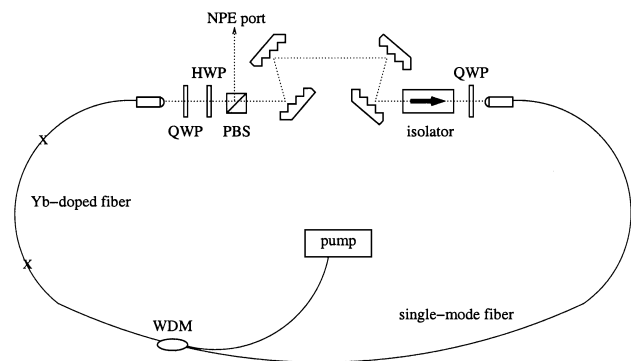 NPE port
HWP
QWP
QWP
PBS
isolator
X
Yb-doped fiber
pump
X
single-mode fiber
WDM